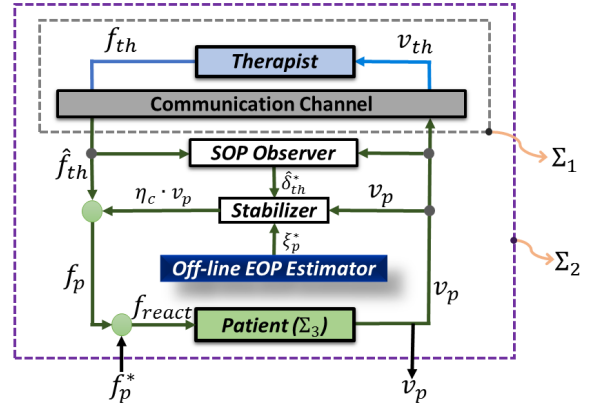 f_th
v_th
Therapist
Communication Channel
Σ_1
SOP Observer
f̂_th
δ̂*_th
η_c · v_p
Stabilizer
v_p
ξ*_p
Σ_2
Off-line EOP Estimator
f_p
v_p
f_react
Patient (Σ_3)
f*_p
v_p